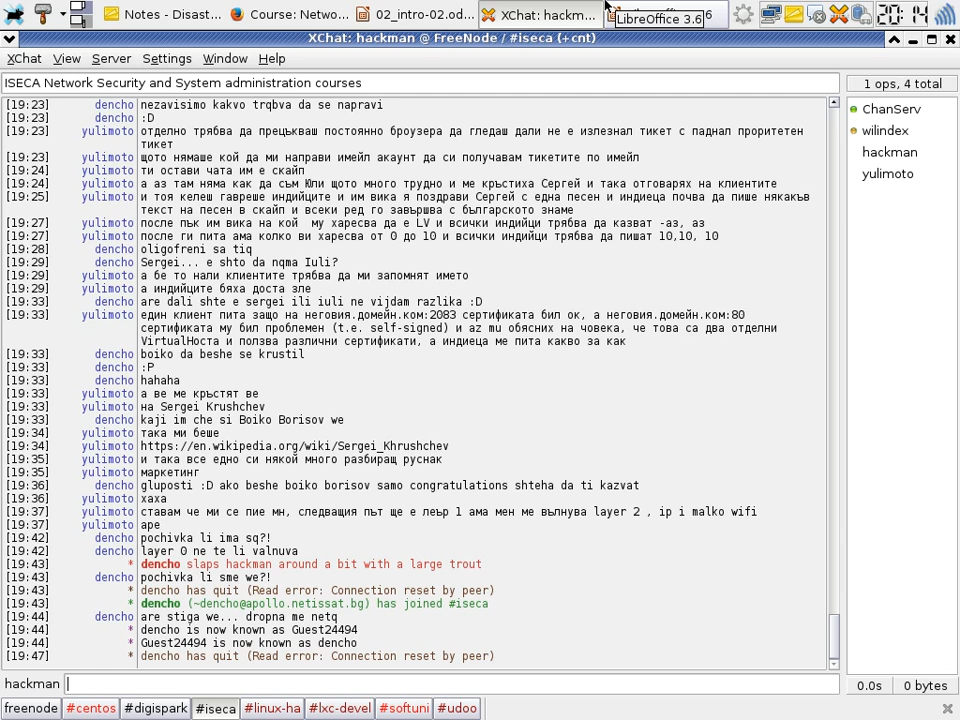 Notes - Disast...
Course: Netwo...
02_intro-02.od...
XChat: hackm...
6
20:14
LibreOffice 3.6
XChat: hackman @ FreeNode / #iseca (+cnt)
XChat View Server Settings Window Help
ISECA Network Security and System administration courses
1 ops, 4 total
[19:23] dencho nezavisimo kakvo trqbva da se napravi
[19:23] dencho :D
[19:23] yulimoto отделно трябва да прецъкваш постоянно броузера да гледаш дали не е излезнал тикет с паднал проритетен
тикет
[19:23] yulimoto щото нямаше кой да ми направи имейл акаунт да си получавам тикетите по имейл
[19:24] yulimoto ти остави чата им е скайп
[19:24] yulimoto а аз там няма как да съм Юли щото много трудно и ме кръстиха Сергей и така отговарях на клиентите
[19:25] yulimoto и тоя келеш гавреше индийците и им вика я поздрави Сергей с една песен и индиеца почва да пише някакъв
текст на песен в скайп и всеки ред го завършва с българското знаме
[19:27] yulimoto после пък им вика на кой му харесва да е LV и всички индийци трябва да казват -аз, аз
[19:27] yulimoto после ги пита ама колко ви харесва от 0 до 10 и всички индийци трябва да пишат 10,10, 10
[19:28] dencho oligofreni sa tiq
[19:29] dencho Sergei... e shto da nqma Iuli?
[19:29] yulimoto а бе то нали клиентите трябва да ми запомнят името
[19:29] yulimoto а индийците бяха доста зле
[19:33] dencho are dali shte e sergei ili iuli ne vijdam razlika :D
[19:33] yulimoto един клиент пита защо на неговия.домейн.ком:2083 сертификата бил ок, а неговия.домейн.ком:80
сертификата му бил проблемен (т.е. self-signed) и az mu обясних на човека, че това са два отделни
VirtualHоста и ползва различни сертификати, а индиеца ме пита какво за как
[19:33] dencho boiko da beshe se krustil
[19:33] dencho :P
[19:33] dencho hahaha
[19:33] yulimoto а ве ме кръстят ве
[19:33] yulimoto на Sergei Krushchev
[19:33] dencho kaji im che si Boiko Borisov we
[19:34] yulimoto така ми беше
[19:34] yulimoto https://en.wikipedia.org/wiki/Sergei_Khrushchev
[19:35] yulimoto и така все едно си някой много разбиращ руснак
[19:35] yulimoto маркетинг
[19:36] dencho gluposti :D ako beshe boiko borisov samo congratulations shteha da ti kazvat
[19:36] yulimoto хаха
[19:37] yulimoto ставам че ми се пие мн, следващия път ще е леър 1 ама мен ме вълнува layer 2 , ip i malko wifi
[19:37] yulimoto аре
[19:42] dencho pochivka li ima sq?!
[19:42] dencho layer 0 ne te li valnuva
[19:43] * dencho slaps hackman around a bit with a large trout
[19:43] dencho pochivka li sme we?!
[19:43] * dencho has quit (Read error: Connection reset by peer)
[19:43] * dencho (~dencho@apollo.netissat.bg) has joined #iseca
[19:44] dencho are stiga we... dropna me netq
[19:44] * dencho is now known as Guest24494
[19:44] * Guest24494 is now known as dencho
[19:47] * dencho has quit (Read error: Connection reset by peer)
ChanServ
wilindex
hackman
yulimoto
hackman
0.0s 0 bytes
freenode #centos #digispark #iseca #linux-ha #lxc-devel #softuni #udoo